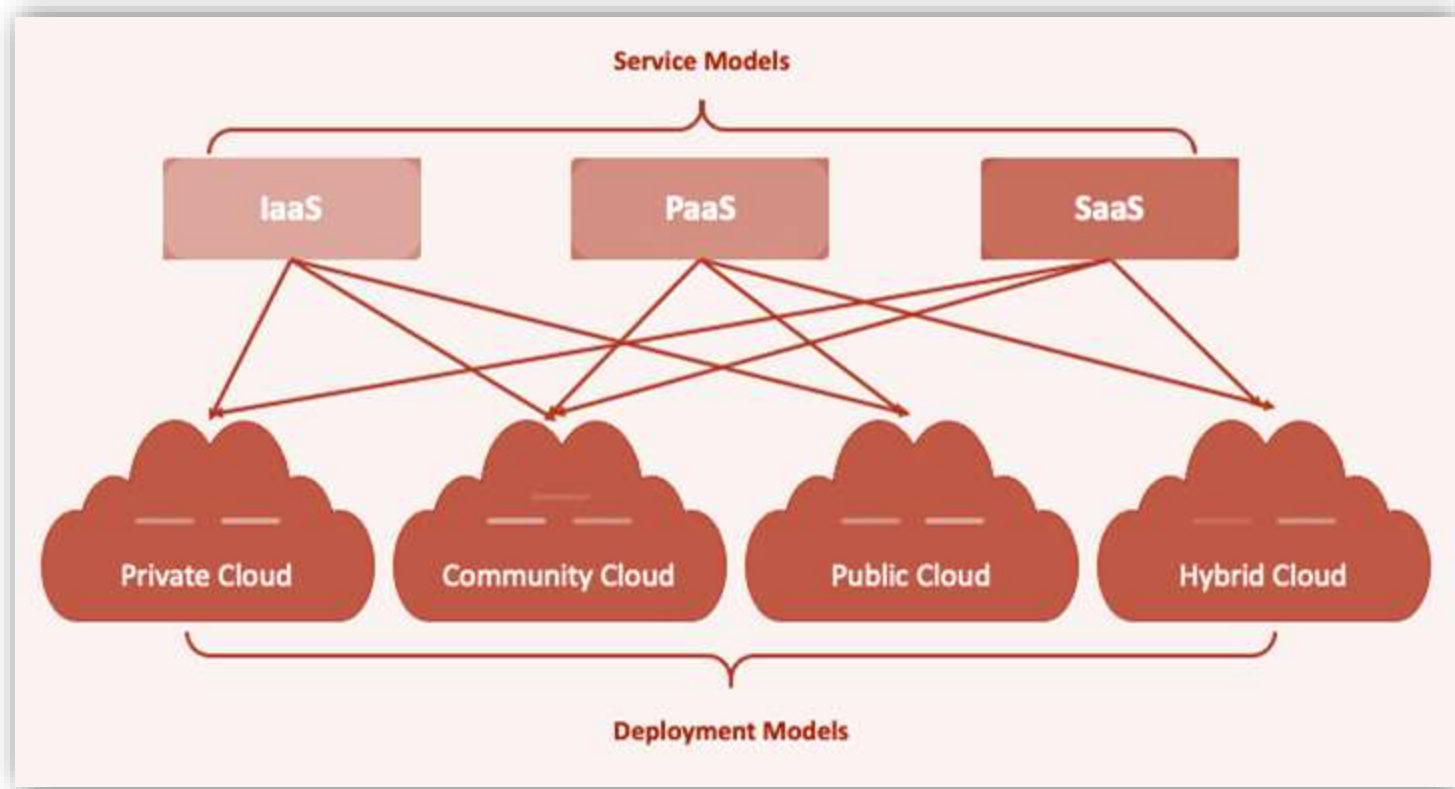 Service Models
IaaS
PaaS
SaaS
Private Cloud
Community Cloud
Public Cloud
Hybrid Cloud
Deployment Models